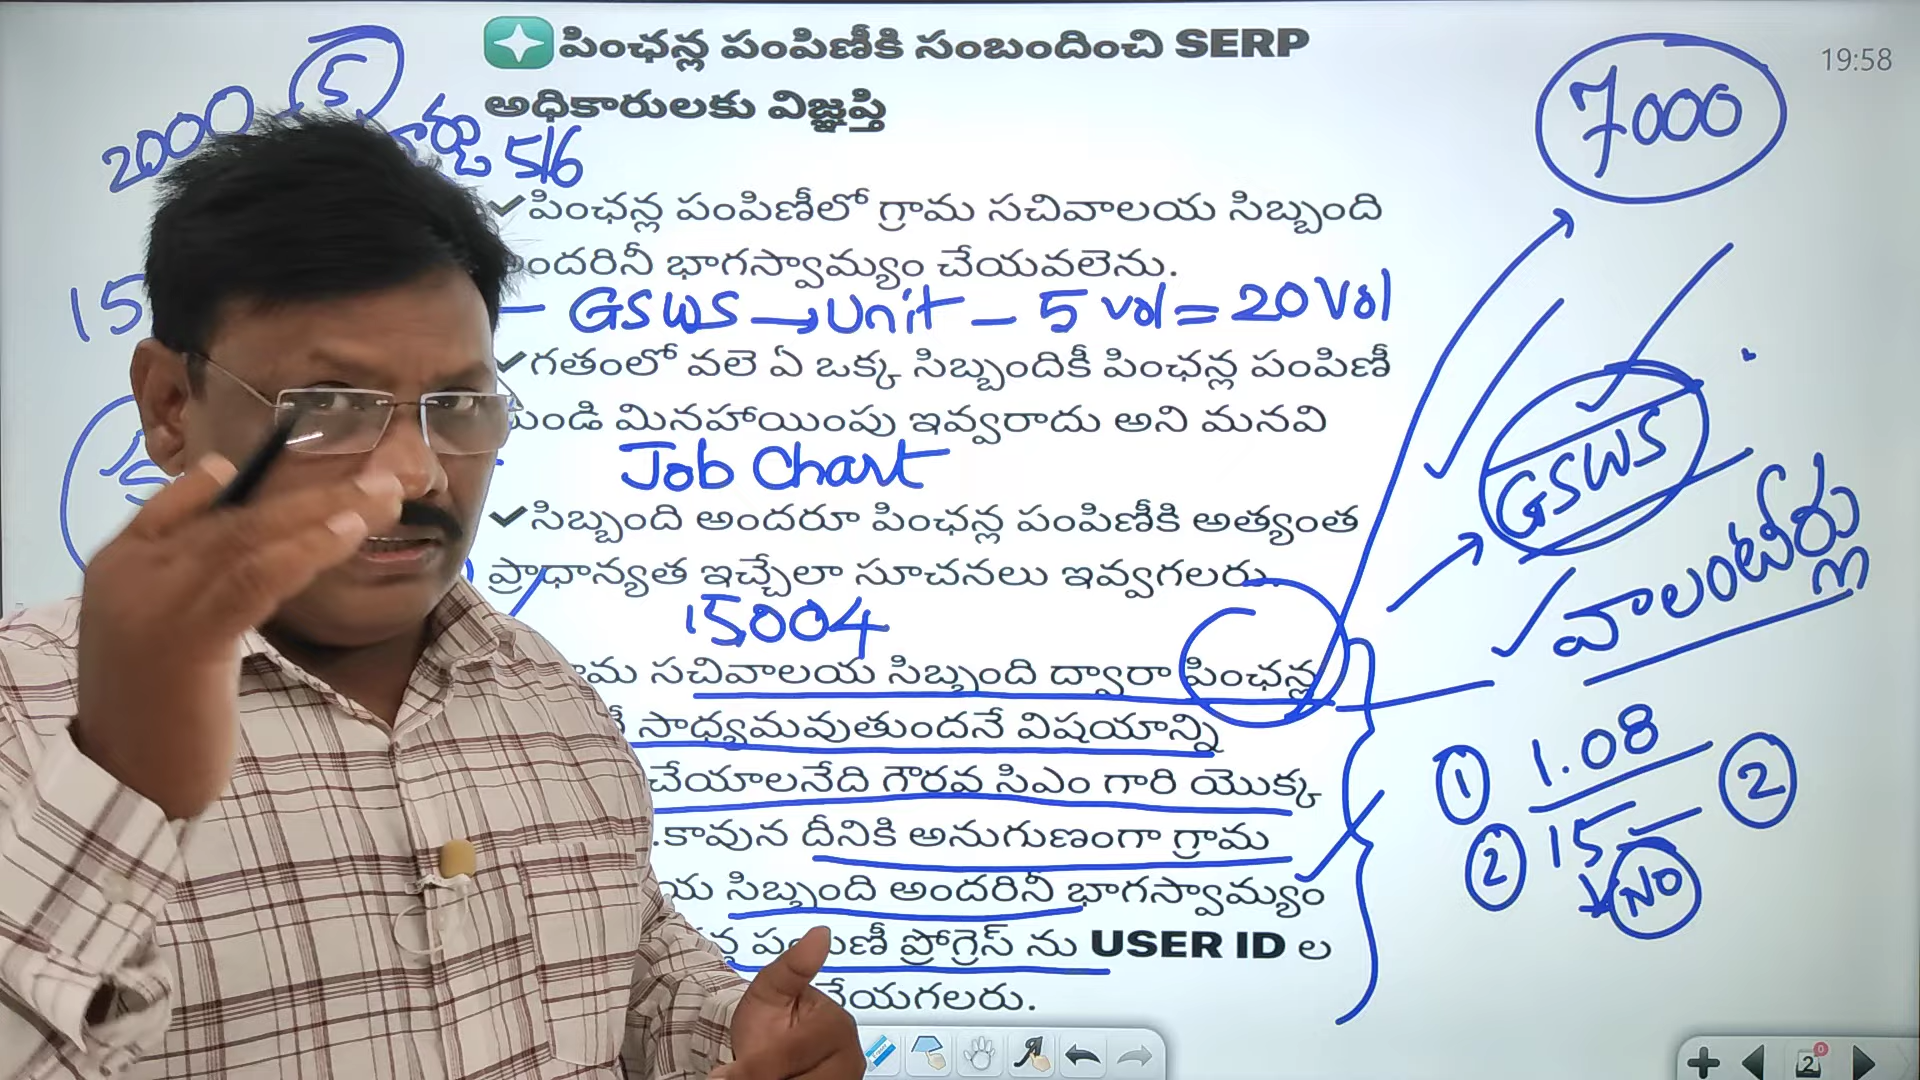 పింఛన్ల పంపిణీకి సంబందించి SERP
19:58
అధికారులకు విజ్ఞప్తి
2000 5
5/6
7000
పింఛన్ల పంపిణీలో గ్రామ సచివాలయ సిబ్బంది
అందరినీ భాగస్వామ్యం చేయవలెను.
15
- GSWS → Unit - 5 vol = 20 Vol
గతంలో వలె ఏ ఒక్క సిబ్బందికీ పింఛన్ల పంపిణీ
నుండి మినహాయింపు ఇవ్వరాదు అని మనవి
Job Chart
GSWS
సిబ్బంది అందరూ పింఛన్ల పంపిణీకి అత్యంత
ప్రాధాన్యత ఇచ్చేలా సూచనలు ఇవ్వగలరు.
వాలంటీర్లు
15004
సచివాలయ సిబ్బంది ద్వారా పింఛన్ల
సాధ్యమవుతుందనే విషయాన్ని
చేయాలనేది గౌరవ సిఎం గారి యొక్క
1 1.08
2 15 2
NO
.కావున దీనికి అనుగుణంగా గ్రామ
సిబ్బంది అందరినీ భాగస్వామ్యం
పంపిణీ ప్రోగ్రెస్ ను USER ID ల
చేయగలరు.
2